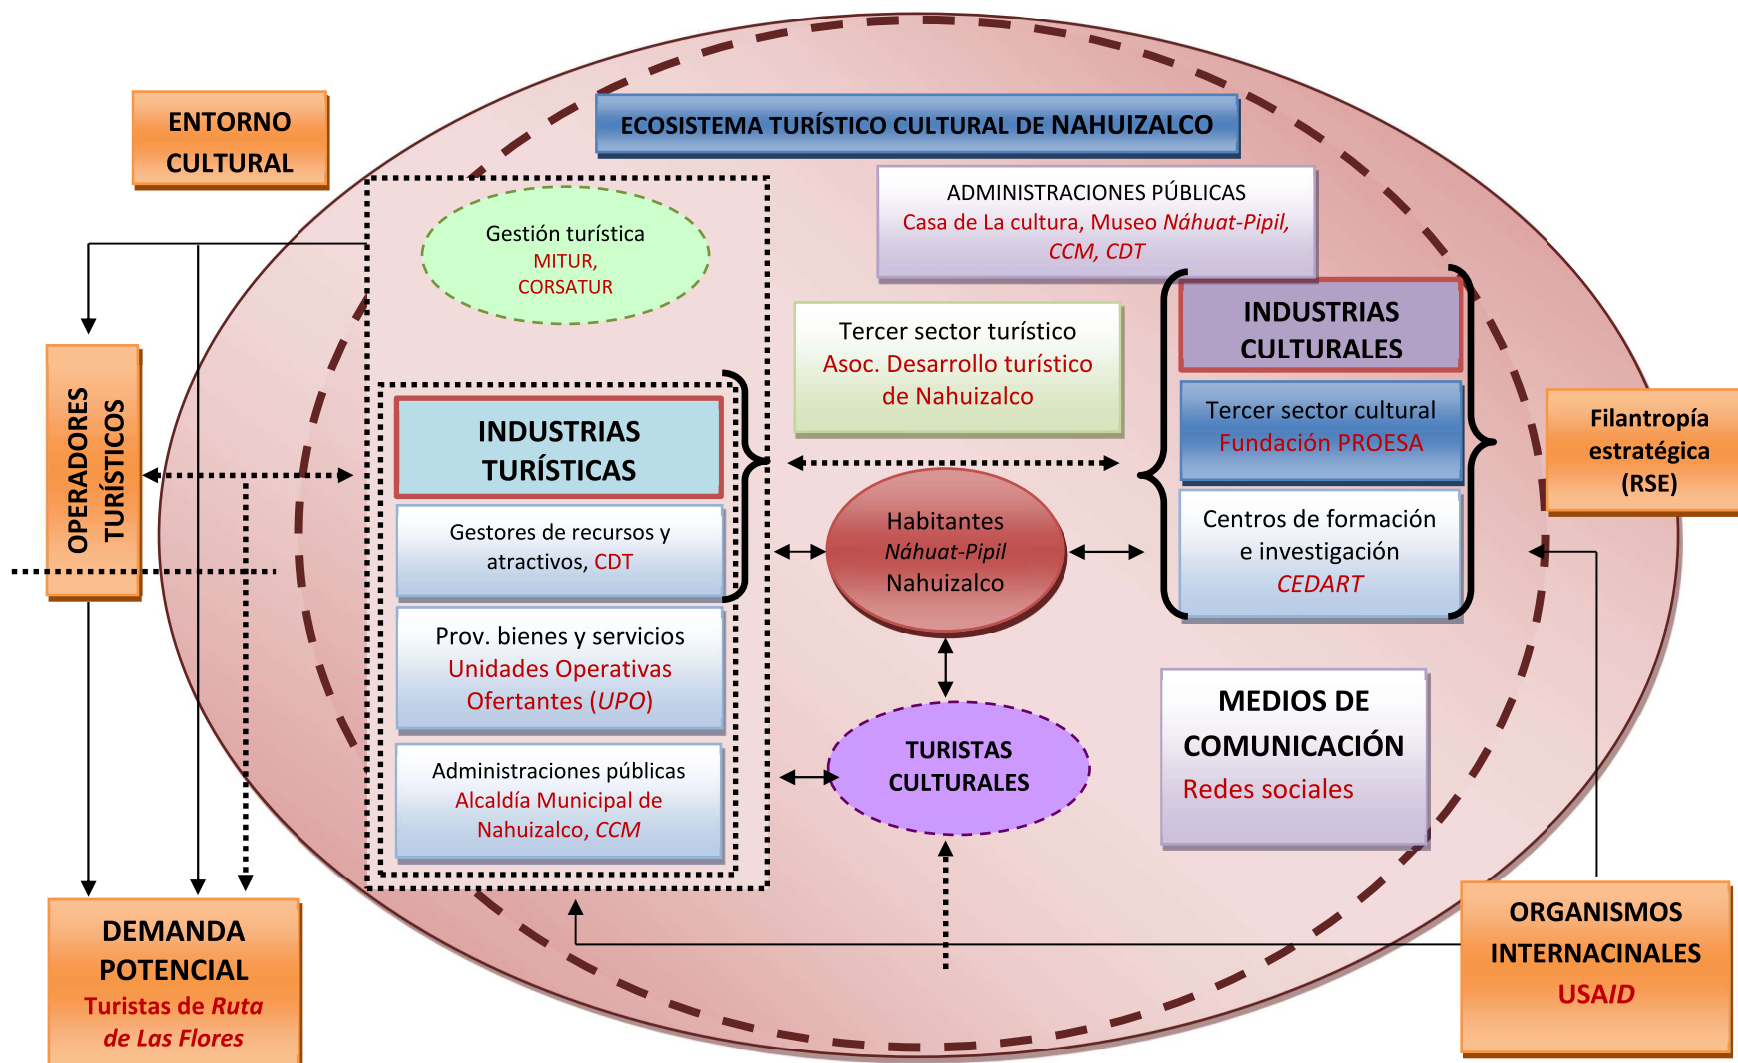 ENTORNO
CULTURAL
ECOSISTEMA TURÍSTICO CULTURAL DE NAHUIZALCO
ADMINISTRACIONES PÚBLICAS
Casa de La cultura, Museo Náhuat-Pipil,
CCM, CDT
Gestión turística
MITUR,
CORSATUR
Tercer sector turístico
Asoc. Desarrollo turístico
de Nahuizalco
INDUSTRIAS
CULTURALES
Tercer sector cultural
Fundación PROESA
Centros de formación
e investigación
CEDART
Filantropía
estratégica
(RSE)
OPERADORES
TURÍSTICOS
INDUSTRIAS
TURÍSTICAS
Gestores de recursos y
atractivos, CDT
Prov. bienes y servicios
Unidades Operativas
Ofertantes (UPO)
Administraciones públicas
Alcaldía Municipal de
Nahuizalco, CCM
Habitantes
Náhuat-Pipil
Nahuizalco
TURISTAS
CULTURALES
MEDIOS DE
COMUNICACIÓN
Redes sociales
DEMANDA
POTENCIAL
Turistas de Ruta
de Las Flores
ORGANISMOS
INTERNACINALES
USAID